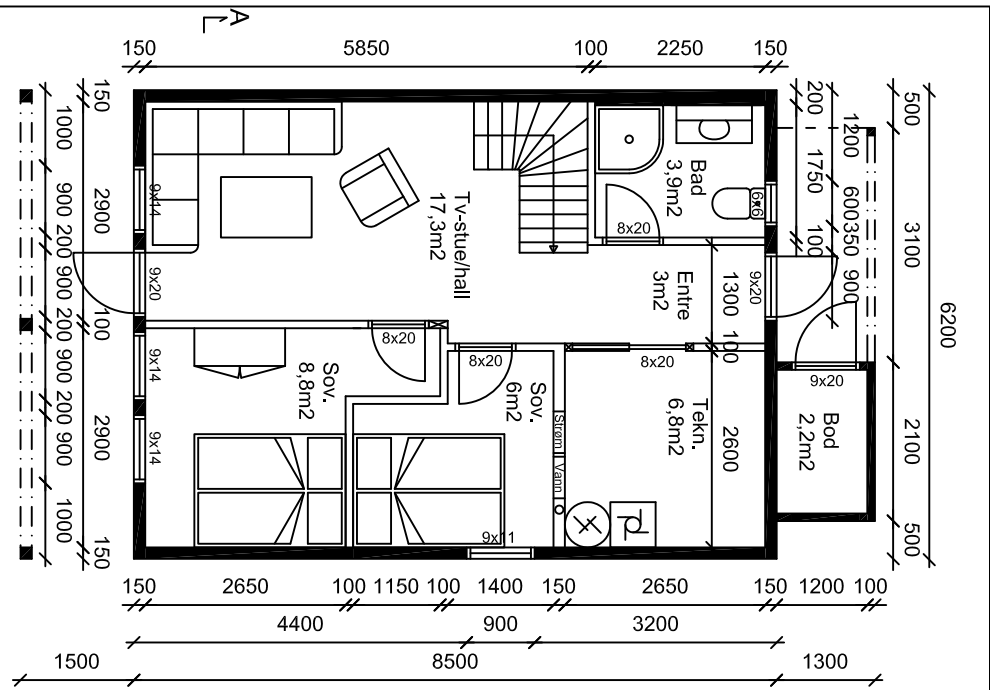 A
150 5850 100 2250 150
150
1000
2900
100
2900
150
1000
900
200
900
200
900
200
900
1000
200
1750
100
1200
600
350
900
500
3100
2100
500
6200
9x14
9x20
9x14
9x14
Tv-stue/hall
17,3m2
Bad
3,9m2
6x6
8x20
Entre
3m2
9x20
1300
100
2600
8x20
8x20
8x20
Sov.
8,8m2
Sov.
6m2
Tekn.
6,8m2
Strøm
Vann
9x11
9x20
Bod
2,2m2
150 2650 100 1150 100 1400 150 2650 150 1200 100
4400 900 3200
1500 8500 1300